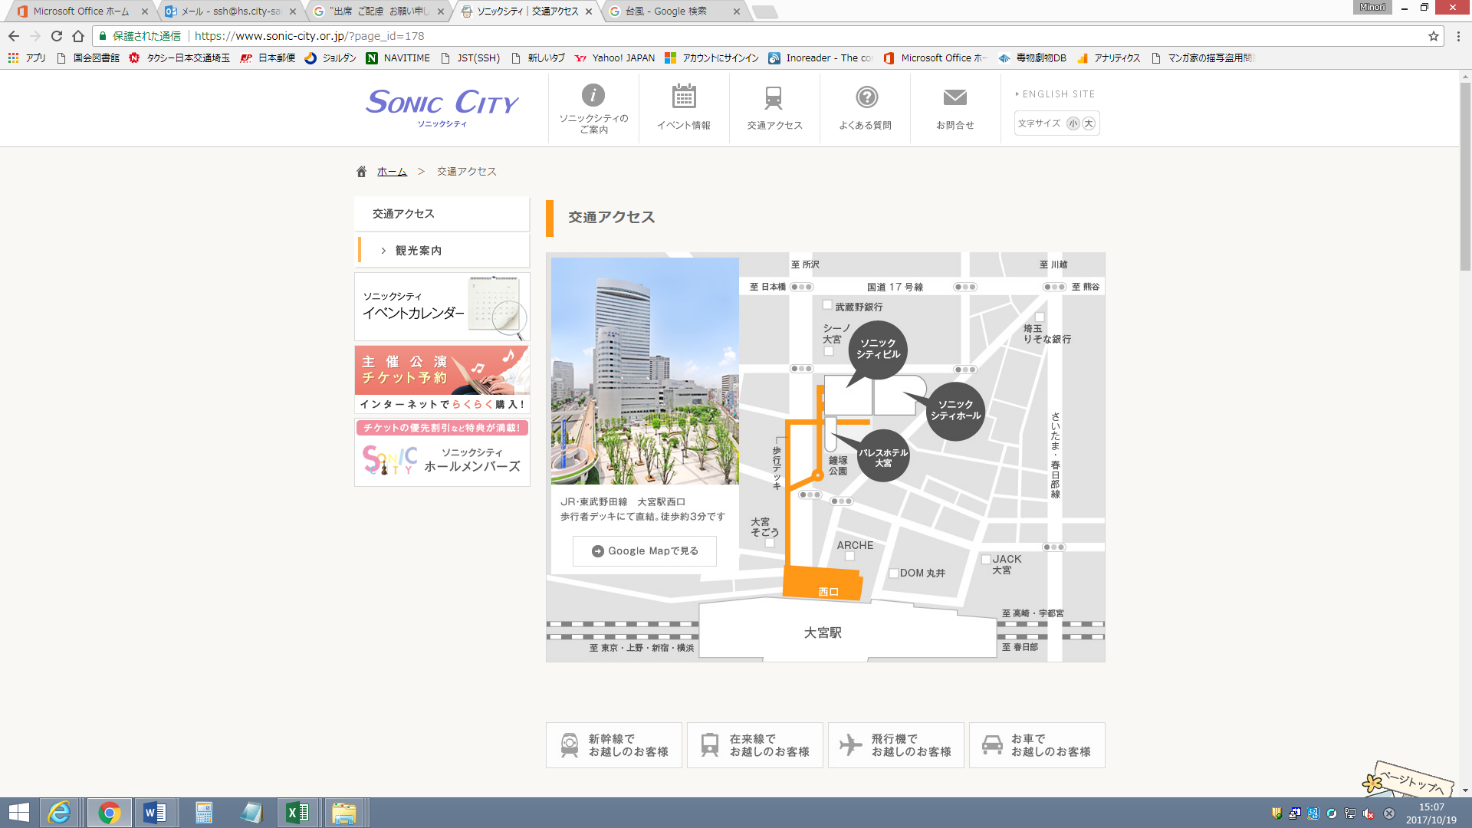 Microsoft Office ホーム
メール - ssh@hs.city-sa
"出席 ご配慮 お願い申し
ソニックシティ | 交通アクセス
台風 - Google 検索
Minori
保護された通信
https://www.sonic-city.or.jp/?page_id=178
アプリ
国会図書館
タクシー日本交通埼玉
日本郵便
ジョルダン
NAVITIME
JST(SSH)
新しいタブ
Yahoo! JAPAN
アカウントにサインイン
Inoreader - The co
Microsoft Office ホー
毒物劇物DB
アナリティクス
マンガ家の描写盗用問
SONIC CITY
ソニックシティ
ソニックシティの
ご案内
イベント情報
交通アクセス
よくある質問
お問合せ
ENGLISH SITE
文字サイズ 小 大
ホーム > 交通アクセス
交通アクセス
> 観光案内
ソニックシティ
イベントカレンダー
主催公演
チケット予約
インターネットでらくらく購入!
チケットの優先割引など特典が満載!
SONIC CITY
ソニックシティ
ホールメンバーズ
交通アクセス
JR・東武野田線 大宮駅西口
歩行者デッキにて直結。徒歩約3分です
Google Mapで見る
至 所沢
至 川越
至 日本橋
国道17号線
至 熊谷
武蔵野銀行
シーノ
大宮
ソニック
シティビル
埼玉
りそな銀行
ソニック
シティホール
さいたま・春日部線
パレスホテル
大宮
鐘塚
公園
歩行デッキ
大宮
そごう
ARCHE
DOM 丸井
JACK
大宮
西口
大宮駅
至 高崎・宇都宮
至 春日部
至 東京・上野・新宿・横浜
新幹線で
お越しのお客様
在来線で
お越しのお客様
飛行機で
お越しのお客様
お車で
お越しのお客様
ページトップへ
15:07
2017/10/19